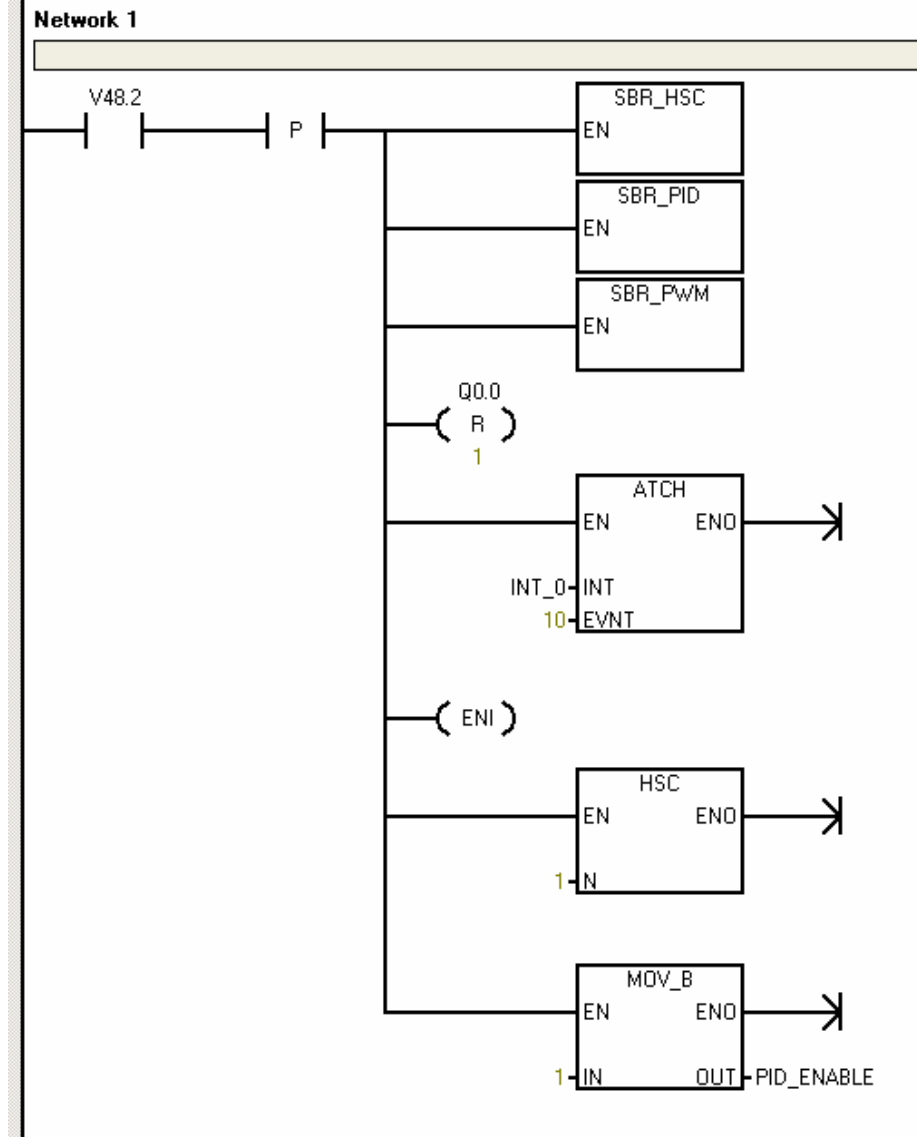 Network 1
V48.2
P
SBR_HSC
EN
SBR_PID
EN
SBR_PWM
EN
Q0.0
R
1
ATCH
EN ENO
INT_0 INT
10 EVNT
ENI
HSC
EN ENO
1 N
MOV_B
EN ENO
1 IN OUT PID_ENABLE